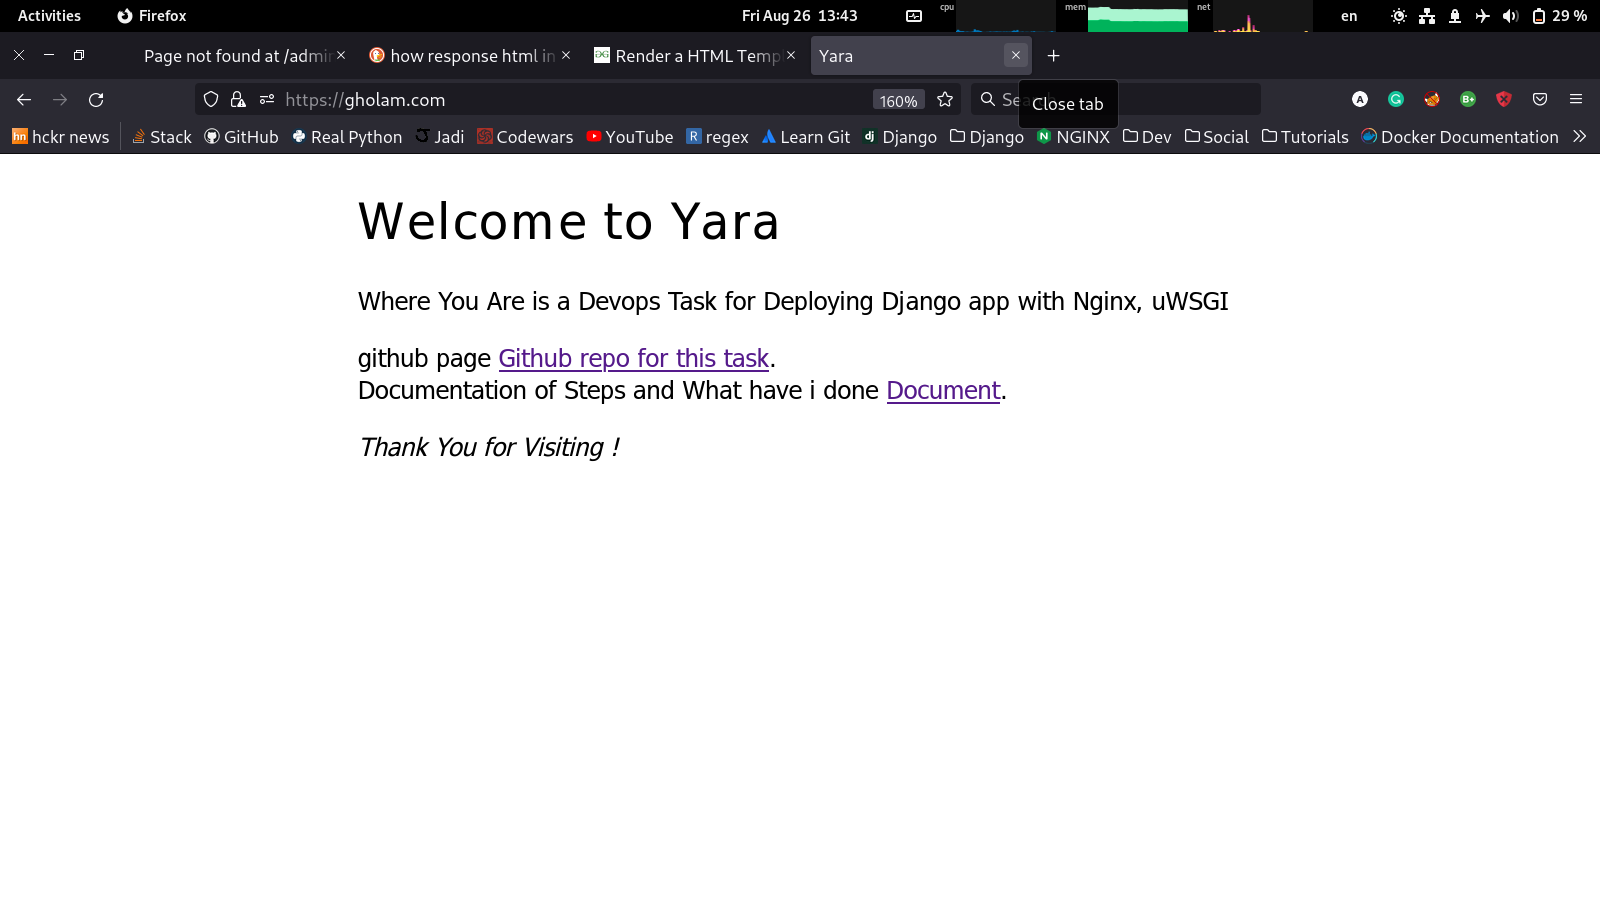 Activities Firefox Fri Aug 26 13:43 cpu mem net en 29 %
Page not found at /admin how response html in Render a HTML Temp Yara
https://gholam.com 160% Close tab
hckr news Stack GitHub Real Python Jadi Codewars YouTube regex Learn Git Django Django NGINX Dev Social Tutorials Docker Documentation
Welcome to Yara
Where You Are is a Devops Task for Deploying Django app with Nginx, uWSGI
github page Github repo for this task.
Documentation of Steps and What have i done Document.
Thank You for Visiting !